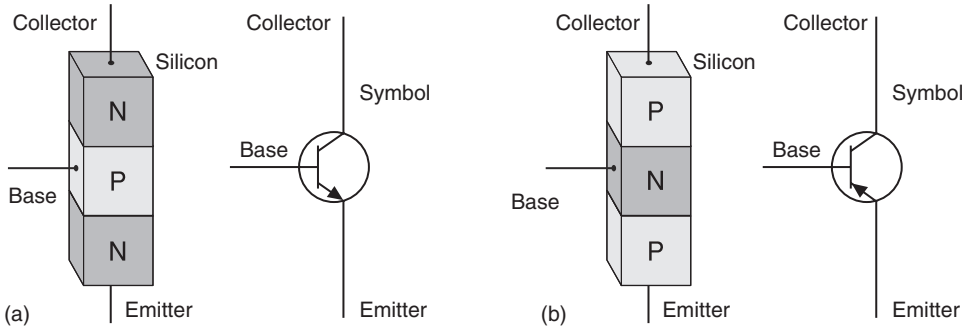 Collector
Silicon
N
P
N
Base
Emitter
(a)
Collector
Symbol
Base
Emitter
Collector
Silicon
P
N
P
Base
Emitter
(b)
Collector
Symbol
Base
Emitter